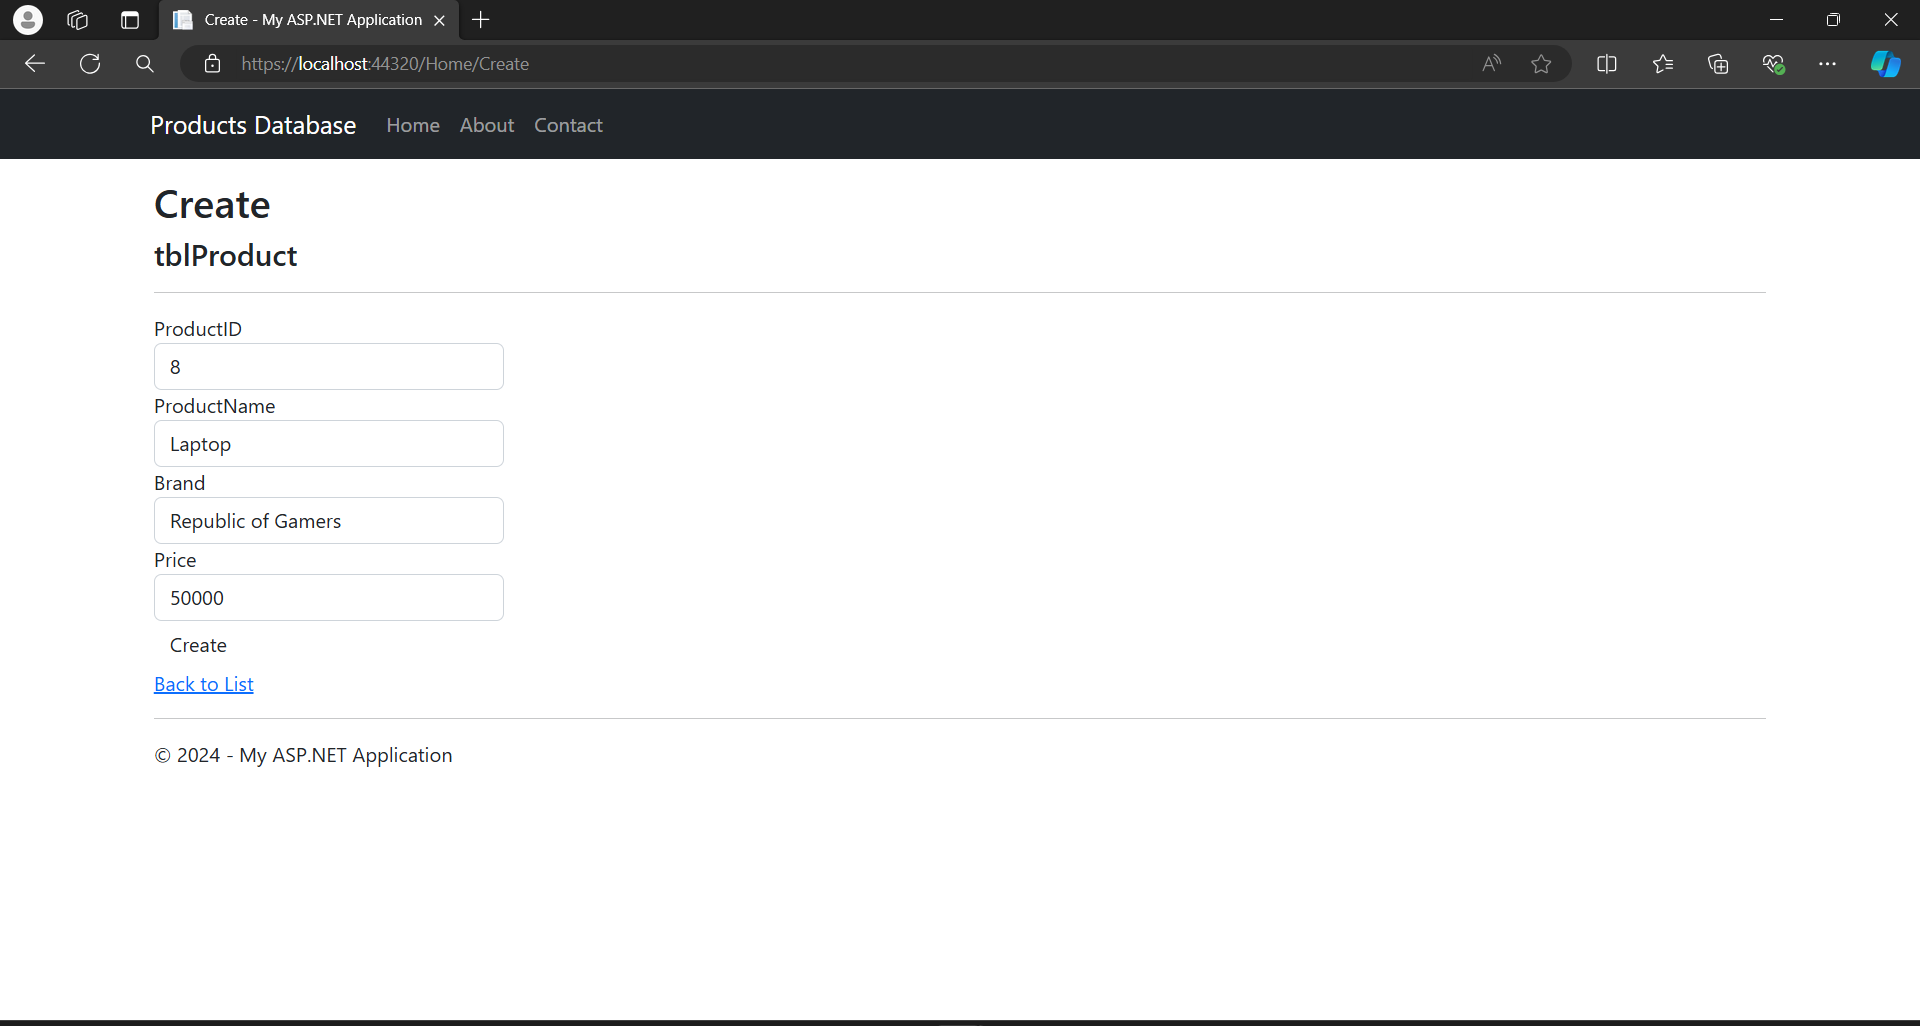 Create - My ASP.NET Application
https://localhost:44320/Home/Create
Products Database Home About Contact
Create
tblProduct
ProductID
8
ProductName
Laptop
Brand
Republic of Gamers
Price
50000
Create
Back to List
© 2024 - My ASP.NET Application